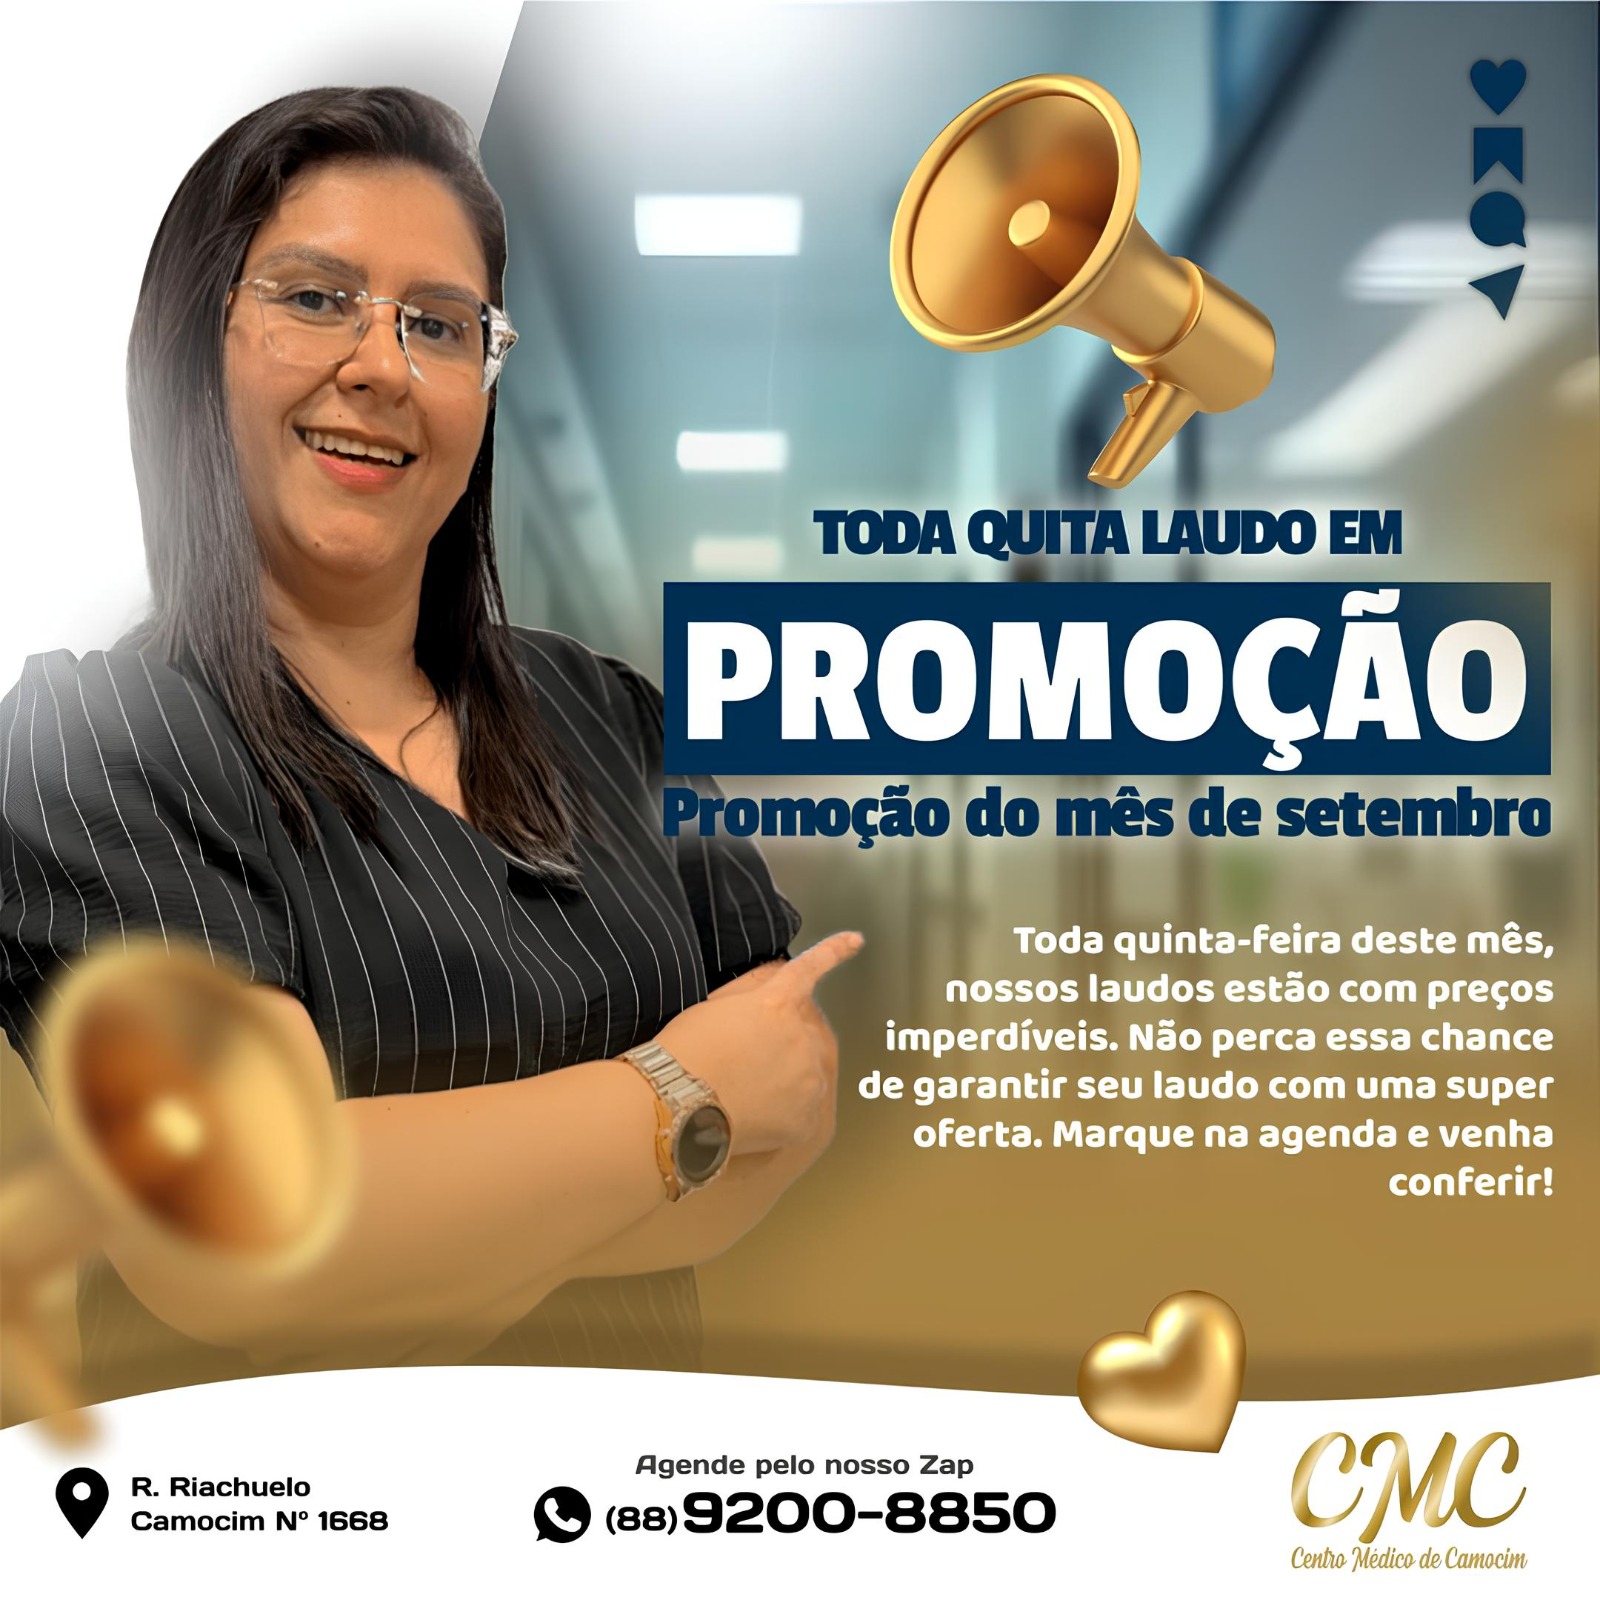 TODA QUITA LAUDO EM
PROMOÇÃO
Promoção do mês de setembro
Toda quinta-feira deste mês,
nossos laudos estão com preços
imperdíveis. Não perca essa chance
de garantir seu laudo com uma super
oferta. Marque na agenda e venha
conferir!
R. Riachuelo
Camocim Nº 1668
Agende pelo nosso Zap
(88) 9200-8850
CMC
Centro Médico de Camocim